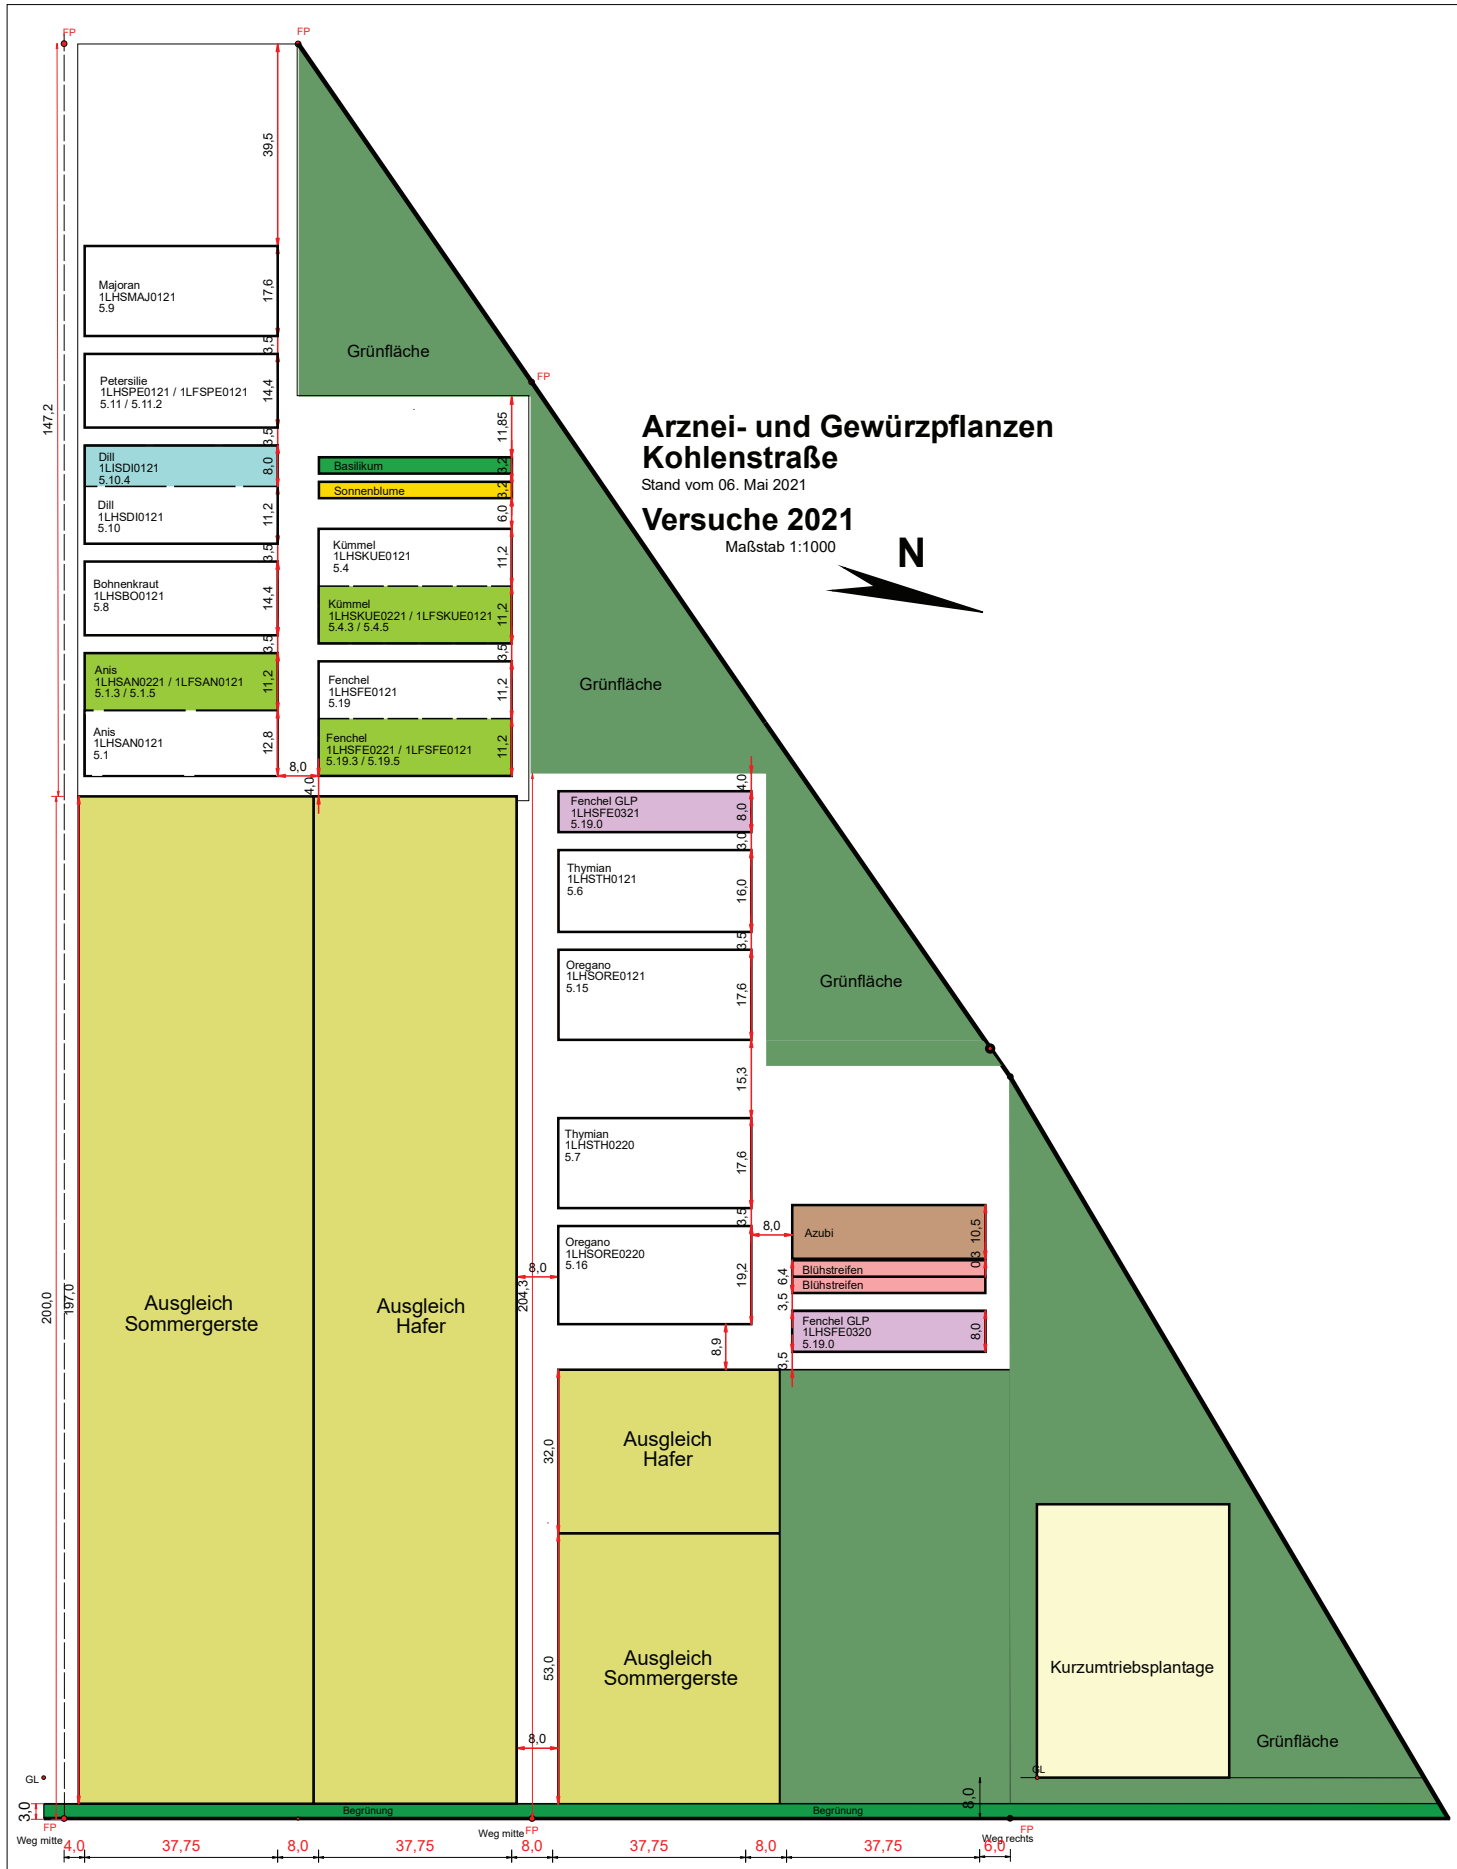 FP
FP
39,5
147,2
Majoran
1LHSMAJ0121
5.9
17,6
3,5
Petersilie
1LHSPE0121 / 1LFSPE0121
5.11 / 5.11.2
14,4
3,5
Dill
1LISDI0121
5.10.4
8,0
Dill
1LHSDI0121
5.10
11,2
3,5
Bohnenkraut
1LHSBO0121
5.8
14,4
3,5
Anis
1LHSAN0221 / 1LFSAN0121
5.1.3 / 5.1.5
11,2
Anis
1LHSAN0121
5.1
12,8
8,0
4,0
Grünfläche
FP
11,85
Basilikum
3,2
Sonnenblume
3,2
6,0
Kümmel
1LHSKUE0121
5.4
11,2
Kümmel
1LHSKUE0221 / 1LFSKUE0121
5.4.3 / 5.4.5
11,2
3,5
Fenchel
1LHSFE0121
5.19
11,2
Fenchel
1LHSFE0221 / 1LFSFE0121
5.19.3 / 5.19.5
11,2
Arznei- und Gewürzpflanzen
Kohlenstraße
Stand vom 06. Mai 2021
Versuche 2021
Maßstab 1:1000
N
Grünfläche
4,0
Fenchel GLP
1LHSFE0321
5.19.0
8,0
3,0
Thymian
1LHSTH0121
5.6
16,0
3,5
Oregano
1LHSORE0121
5.15
17,6
Grünfläche
15,3
Thymian
1LHSTH0220
5.7
17,6
3,5
Oregano
1LHSORE0220
5.16
19,2
8,0
8,0
8,9
Azubi
10,5
0,3
Blühstreifen
Blühstreifen
6,4
3,5
Fenchel GLP
1LHSFE0320
5.19.0
8,0
3,5
200,0
197,0
204,3
Ausgleich
Sommergerste
Ausgleich
Hafer
Ausgleich
Hafer
32,0
Ausgleich
Sommergerste
53,0
8,0
Kurzumtriebsplantage
Grünfläche
GL
GL
8,0
3,0
Begrünung
Begrünung
FP
FP
FP
Weg mitte
Weg mitte
Weg rechts
4,0
37,75
8,0
37,75
8,0
37,75
8,0
37,75
6,0